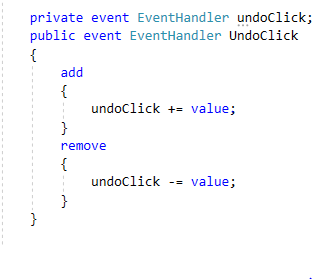 private event EventHandler undoClick;
public event EventHandler UndoClick
{
add
{
undoClick += value;
}
remove
{
undoClick -= value;
}
}